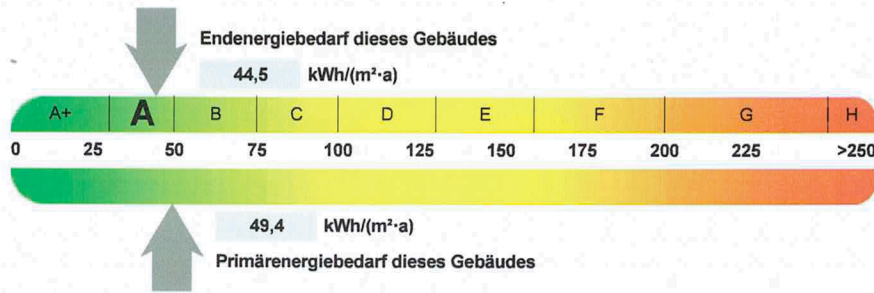 Endenergiebedarf dieses Gebäudes
44,5 kWh/(m²·a)
A+ A B C D E F G H
0 25 50 75 100 125 150 175 200 225 >250
49,4 kWh/(m²·a)
Primärenergiebedarf dieses Gebäudes